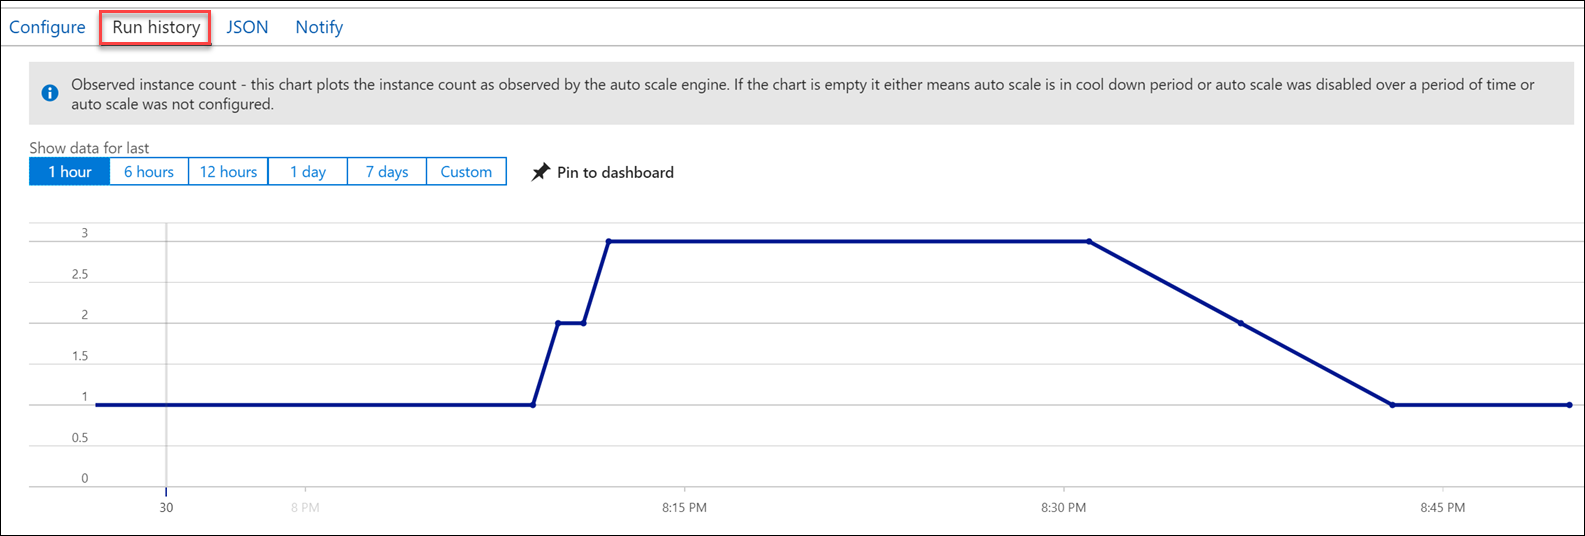 Configure Run history JSON Notify
Observed instance count - this chart plots the instance count as observed by the auto scale engine. If the chart is empty it either means auto scale is in cool down period or auto scale was disabled over a period of time or
auto scale was not configured.
Show data for last
1 hour 6 hours 12 hours 1 day 7 days Custom Pin to dashboard
3
2.5
2
1.5
1
0.5
0
30 8 PM 8:15 PM 8:30 PM 8:45 PM